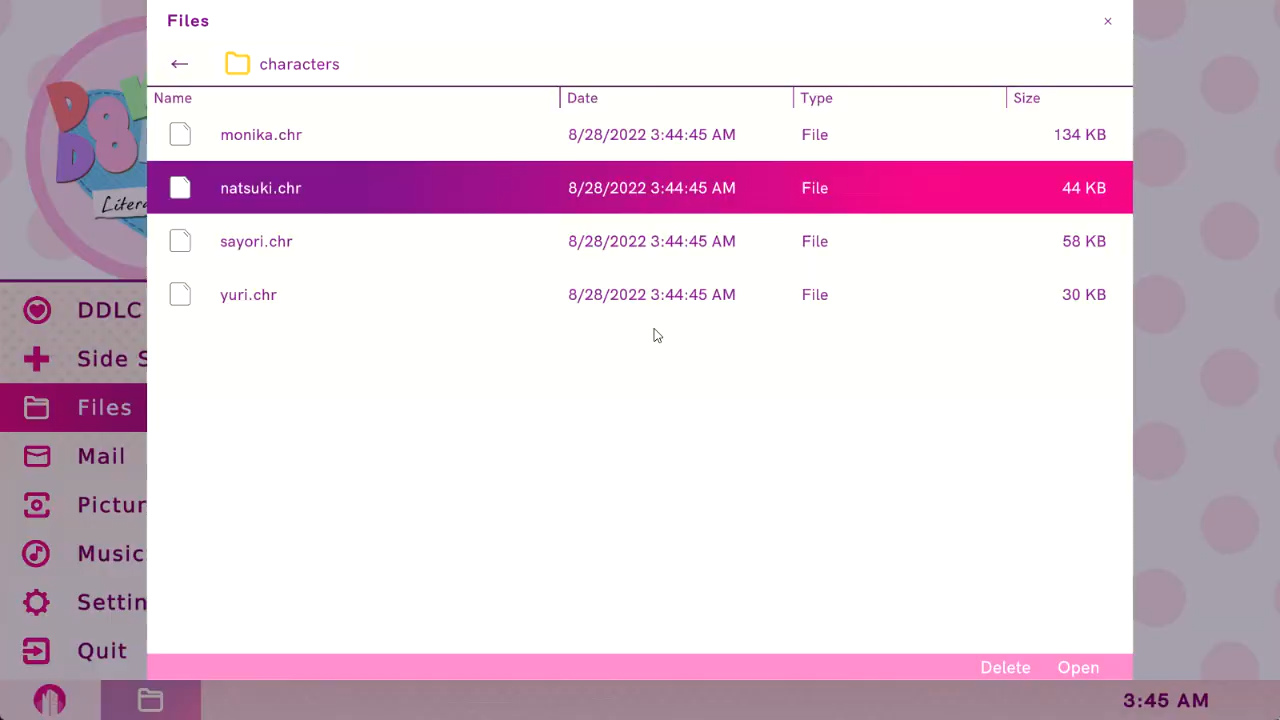 Files
×
← characters
Name Date Type Size
monika.chr 8/28/2022 3:44:45 AM File 134 KB
natsuki.chr 8/28/2022 3:44:45 AM File 44 KB
sayori.chr 8/28/2022 3:44:45 AM File 58 KB
yuri.chr 8/28/2022 3:44:45 AM File 30 KB
DDLC
Side S
Files
Mail
Pictur
Music
Settin
Quit
Delete Open
3:45 AM